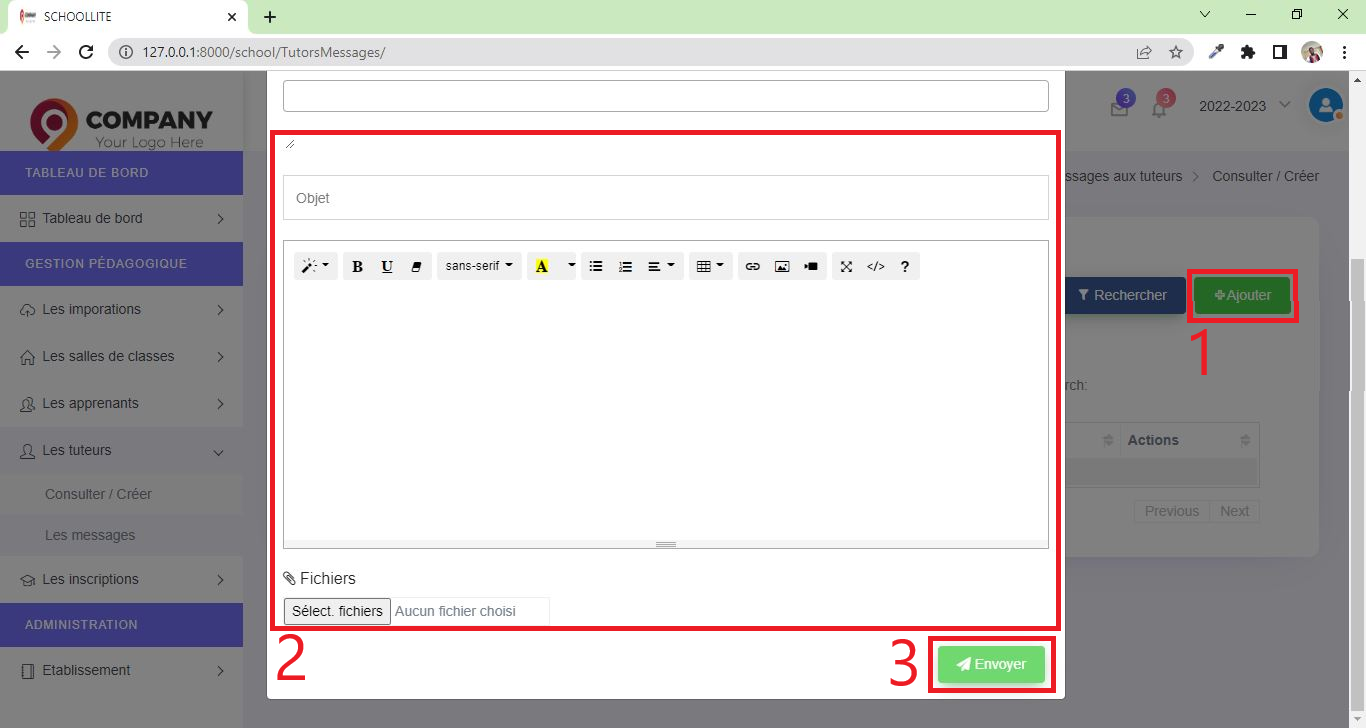 SCHOOLLITE
127.0.0.1:8000/school/TutorsMessages/
COMPANY
Your Logo Here
3
3
2022-2023
TABLEAU DE BORD
Tableau de bord
GESTION PÉDAGOGIQUE
Les imporations
Les salles de classes
Les apprenants
Les tuteurs
Consulter / Créer
Les messages
Les inscriptions
ADMINISTRATION
Etablissement
ssages aux tuteurs > Consulter / Créer
Objet
B U sans-serif A </> ?
Fichiers
Sélect. fichiers Aucun fichier choisi
2
3
Envoyer
Rechercher
Ajouter
1
rch:
Actions
Previous Next